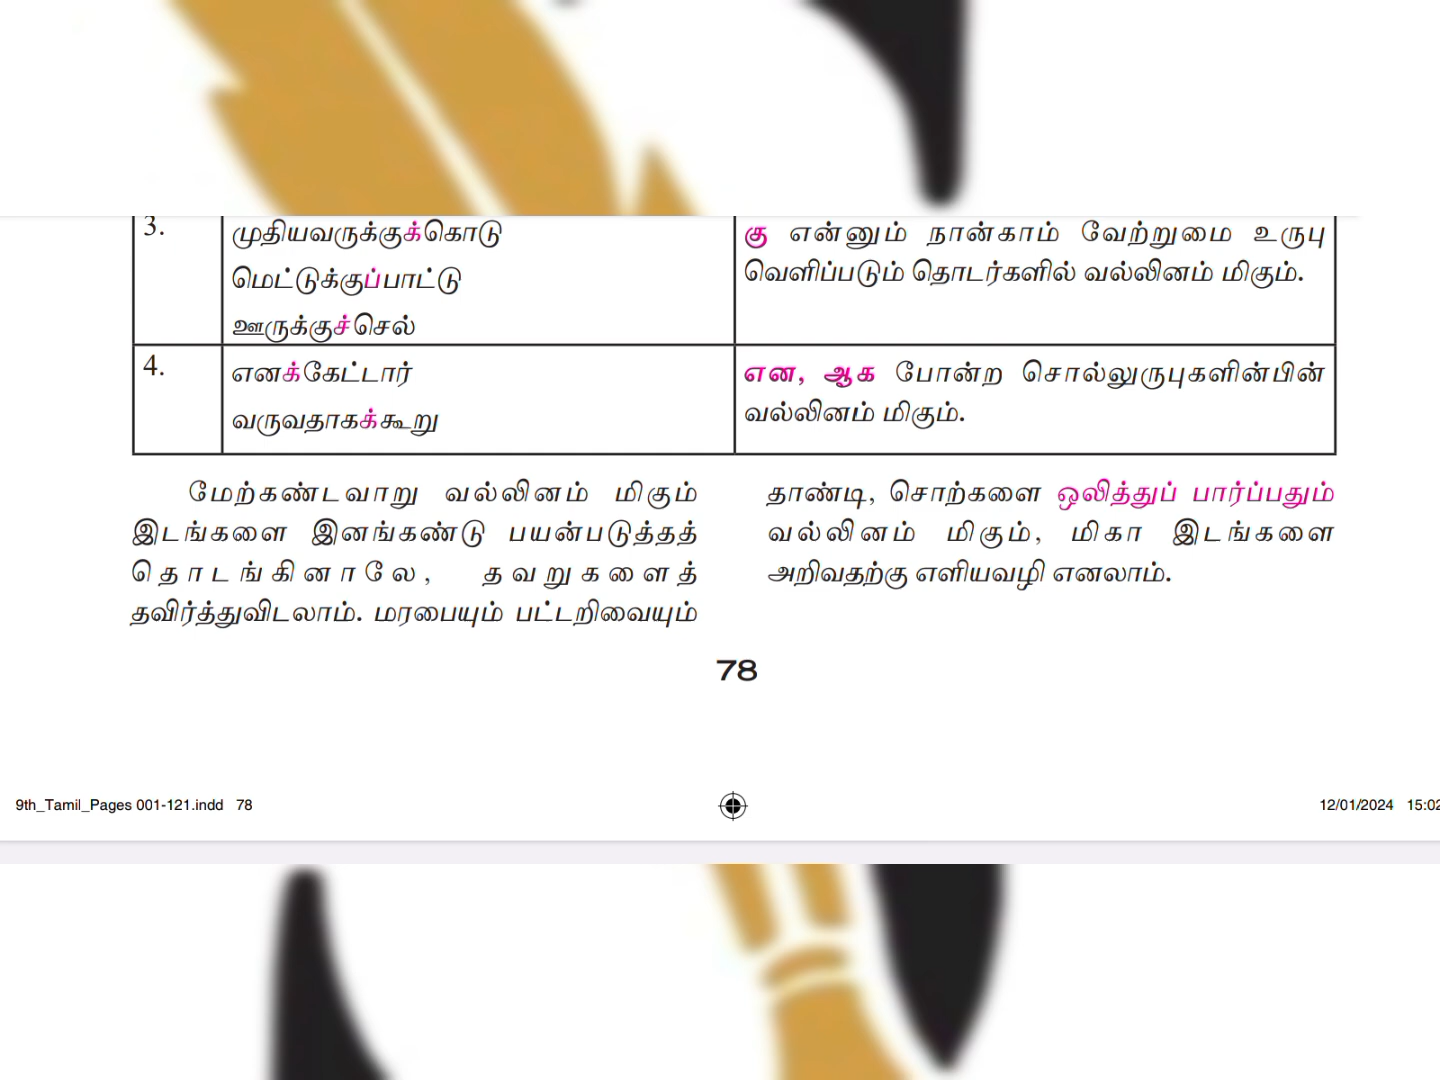 3.
முதியவருக்குக்கொடு
மெட்டுக்குப்பாட்டு
ஊருக்குச்செல்
கு என்னும் நான்காம் வேற்றுமை உருபு
வெளிப்படும் தொடர்களில் வல்லினம் மிகும்.
4.
எனக்கேட்டார்
வருவதாகக்கூறு
என, ஆக போன்ற சொல்லுருபுகளின்பின்
வல்லினம் மிகும்.
மேற்கண்டவாறு வல்லினம் மிகும்
இடங்களை இனங்கண்டு பயன்படுத்தத்
தொடங்கினாலே, தவறுகளைத்
தவிர்த்துவிடலாம். மரபையும் பட்டறிவையும்
தாண்டி, சொற்களை ஒலித்துப் பார்ப்பதும்
வல்லினம் மிகும், மிகா இடங்களை
அறிவதற்கு எளியவழி எனலாம்.
78
9th_Tamil_Pages 001-121.indd 78
12/01/2024 15:02